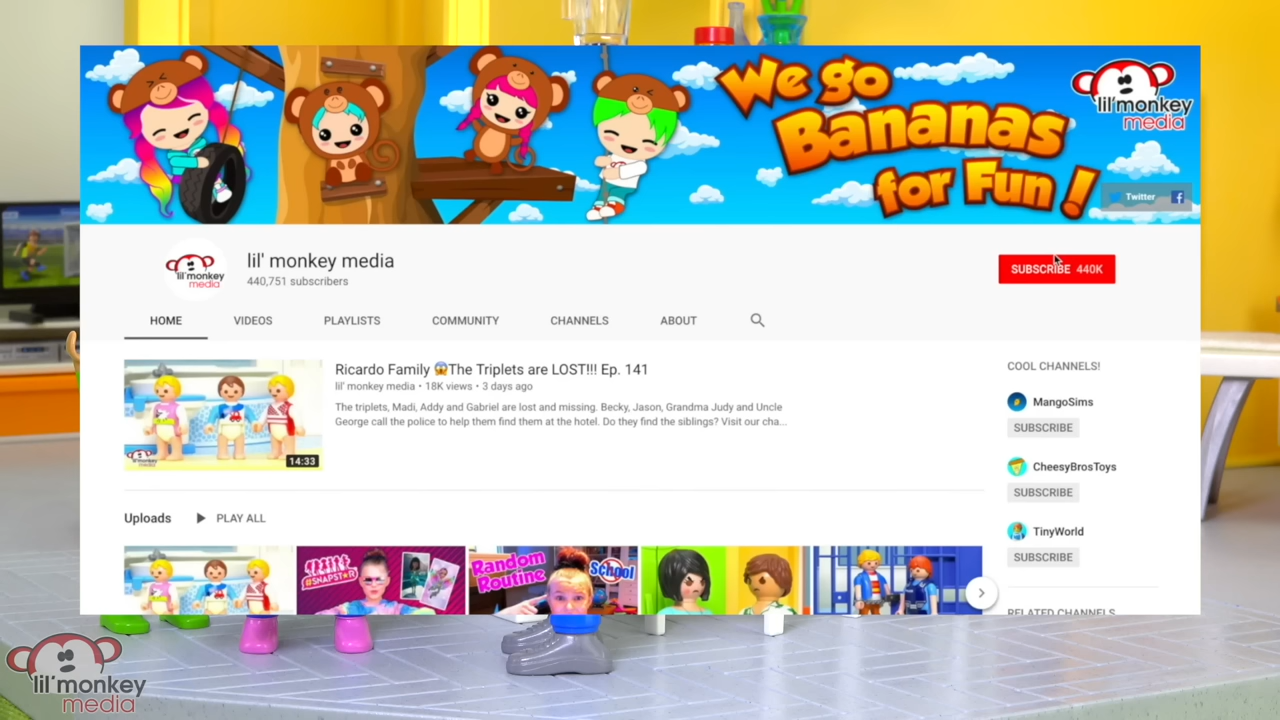 We go
Bananas
for Fun!
lil'monkey
media
Twitter
lil'monkey
media
lil' monkey media
440,751 subscribers
SUBSCRIBE 440K
HOME
VIDEOS
PLAYLISTS
COMMUNITY
CHANNELS
ABOUT
14:33
Ricardo Family 😱The Triplets are LOST!!! Ep. 141
lil' monkey media • 18K views • 3 days ago
The triplets, Madi, Addy and Gabriel are lost and missing. Becky, Jason, Grandma Judy and Uncle
George call the police to help them find them at the hotel. Do they find the siblings? Visit our cha...
COOL CHANNELS!
MangoSims
SUBSCRIBE
CheesyBrosToys
SUBSCRIBE
TinyWorld
SUBSCRIBE
RELATED CHANNELS
Uploads
PLAY ALL
#SNAPSTAR
Random
Routine
School
lil'monkey
media